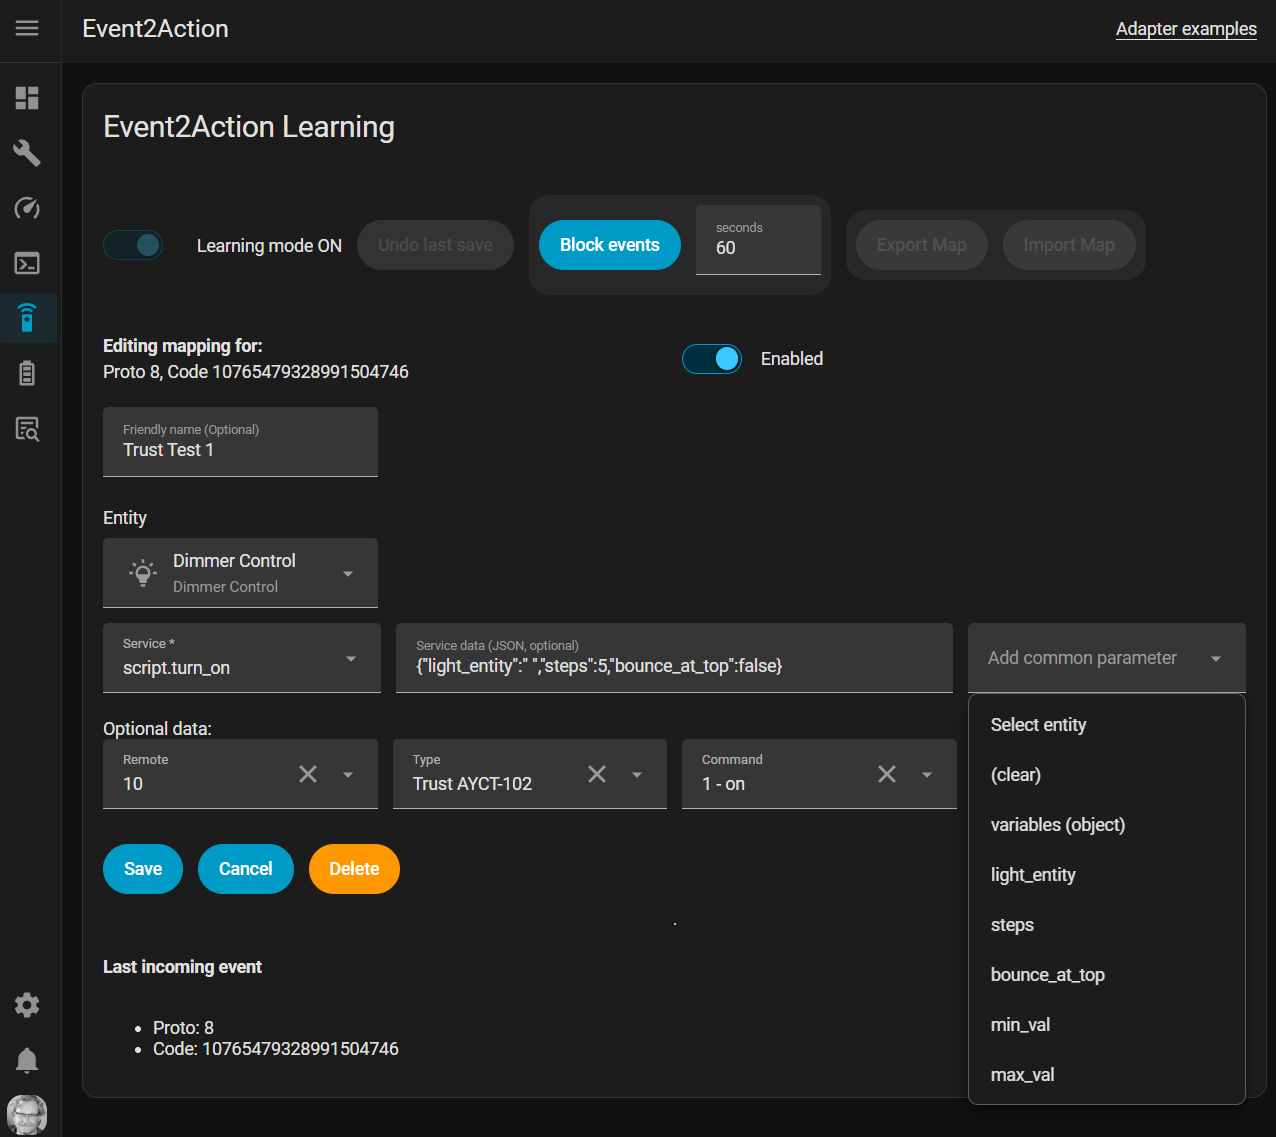 Event2Action
Adapter examples
Event2Action Learning
Learning mode ON
Undo last save
Block events
seconds
60
Export Map
Import Map
Editing mapping for:
Proto 8, Code 10765479328991504746
Enabled
Friendly name (Optional)
Trust Test 1
Entity
Dimmer Control
Dimmer Control
Service *
script.turn_on
Service data (JSON, optional)
{"light_entity":" ","steps":5,"bounce_at_top":false}
Add common parameter
Select entity
(clear)
variables (object)
light_entity
steps
bounce_at_top
min_val
max_val
Optional data:
Remote
10
Type
Trust AYCT-102
Command
1 - on
Save
Cancel
Delete
.
Last incoming event
• Proto: 8
• Code: 10765479328991504746